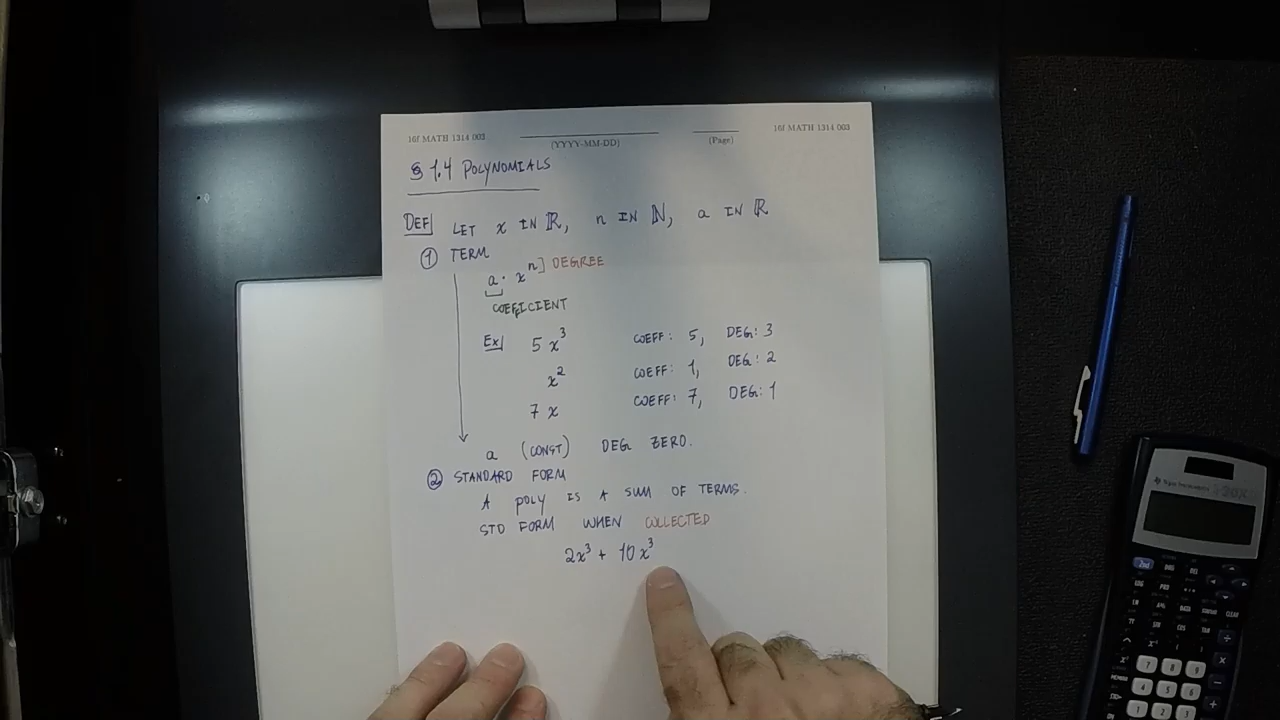 16f MATH 1314 003 (YYYY-MM-DD) (Page) 16f MATH 1314 003
§ 1.4 POLYNOMIALS
DEF LET x IN ℝ, n IN ℕ, a IN ℝ
① TERM
a · xⁿ] DEGREE
COEFFICIENT
EX 5x³ COEFF: 5, DEG: 3
x² COEFF: 1, DEG: 2
7x COEFF: 7, DEG: 1
a (CONST) DEG ZERO.
② STANDARD FORM
A POLY IS A SUM OF TERMS.
STD FORM WHEN COLLECTED
2x³ + 10x³
Texas Instruments
2nd